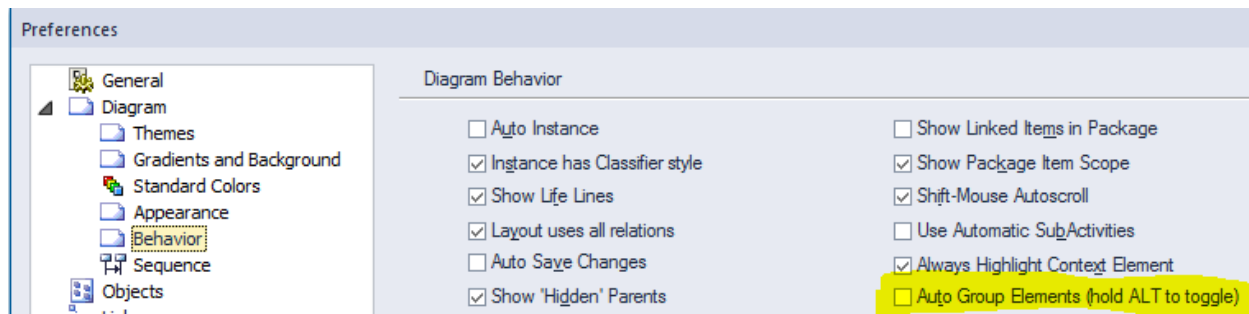 Preferences
General
Diagram
Themes
Gradients and Background
Standard Colors
Appearance
Behavior
Sequence
Objects
Diagram Behavior
Auto Instance
Instance has Classifier style
Show Life Lines
Layout uses all relations
Auto Save Changes
Show 'Hidden' Parents
Show Linked Items in Package
Show Package Item Scope
Shift-Mouse Autoscroll
Use Automatic SubActivities
Always Highlight Context Element
Auto Group Elements (hold ALT to toggle)